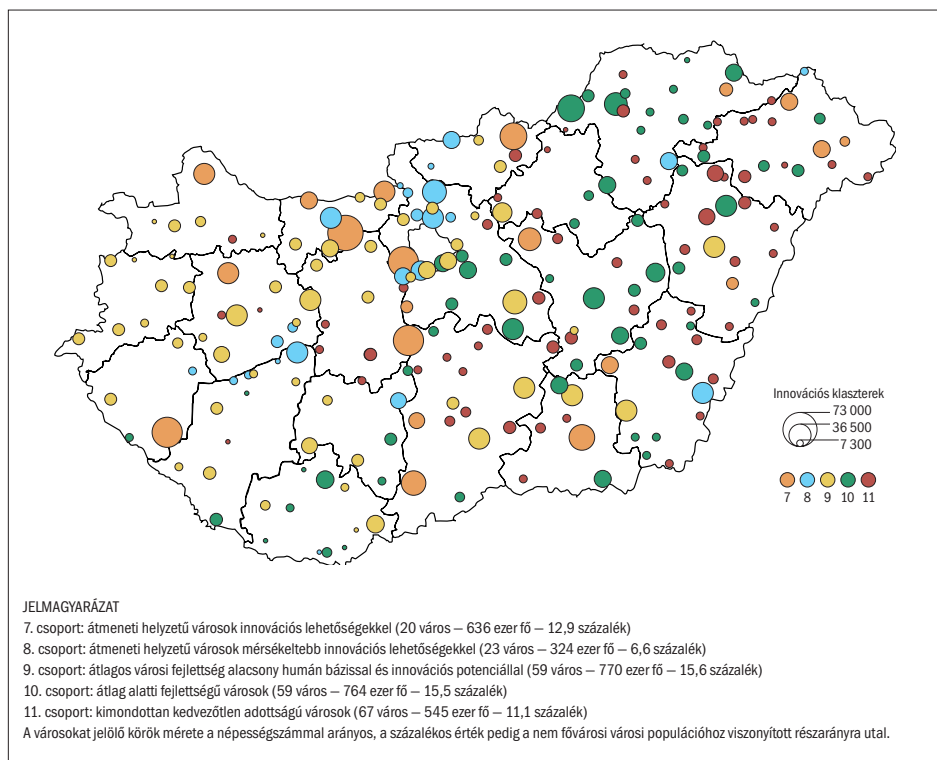 Innovációs klaszterek
73 000
36 500
7 300
7 8 9 10 11
JELMAGYARÁZAT
7. csoport: átmeneti helyzetű városok innovációs lehetőségekkel (20 város – 636 ezer fő – 12,9 százalék)
8. csoport: átmeneti helyzetű városok mérsékeltebb innovációs lehetőségekkel (23 város – 324 ezer fő – 6,6 százalék)
9. csoport: átlagos városi fejlettség alacsony humán bázissal és innovációs potenciállal (59 város – 770 ezer fő – 15,6 százalék)
10. csoport: átlag alatti fejlettségű városok (59 város – 764 ezer fő – 15,5 százalék)
11. csoport: kimondottan kedvezőtlen adottságú városok (67 város – 545 ezer fő – 11,1 százalék)
A városokat jelölő körök mérete a népességszámmal arányos, a százalékos érték pedig a nem fővárosi városi populációhoz viszonyított részarányra utal.